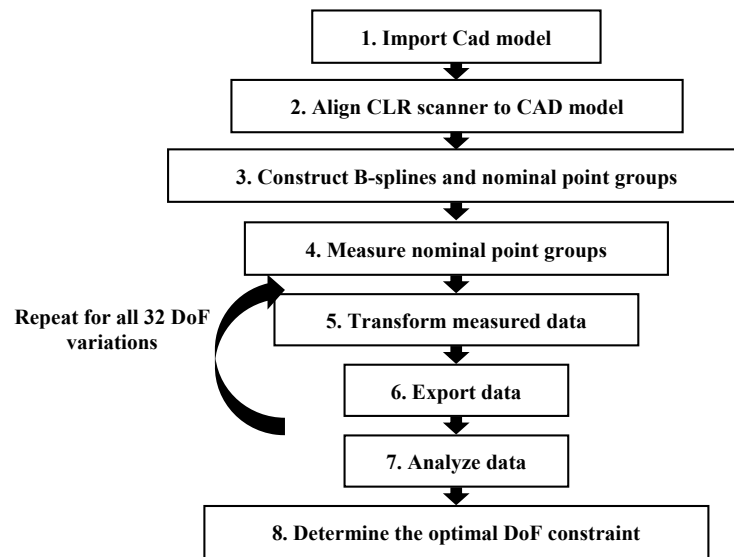 1. Import Cad model
2. Align CLR scanner to CAD model
3. Construct B-splines and nominal point groups
4. Measure nominal point groups
Repeat for all 32 DoF
variations
5. Transform measured data
6. Export data
7. Analyze data
8. Determine the optimal DoF constraint